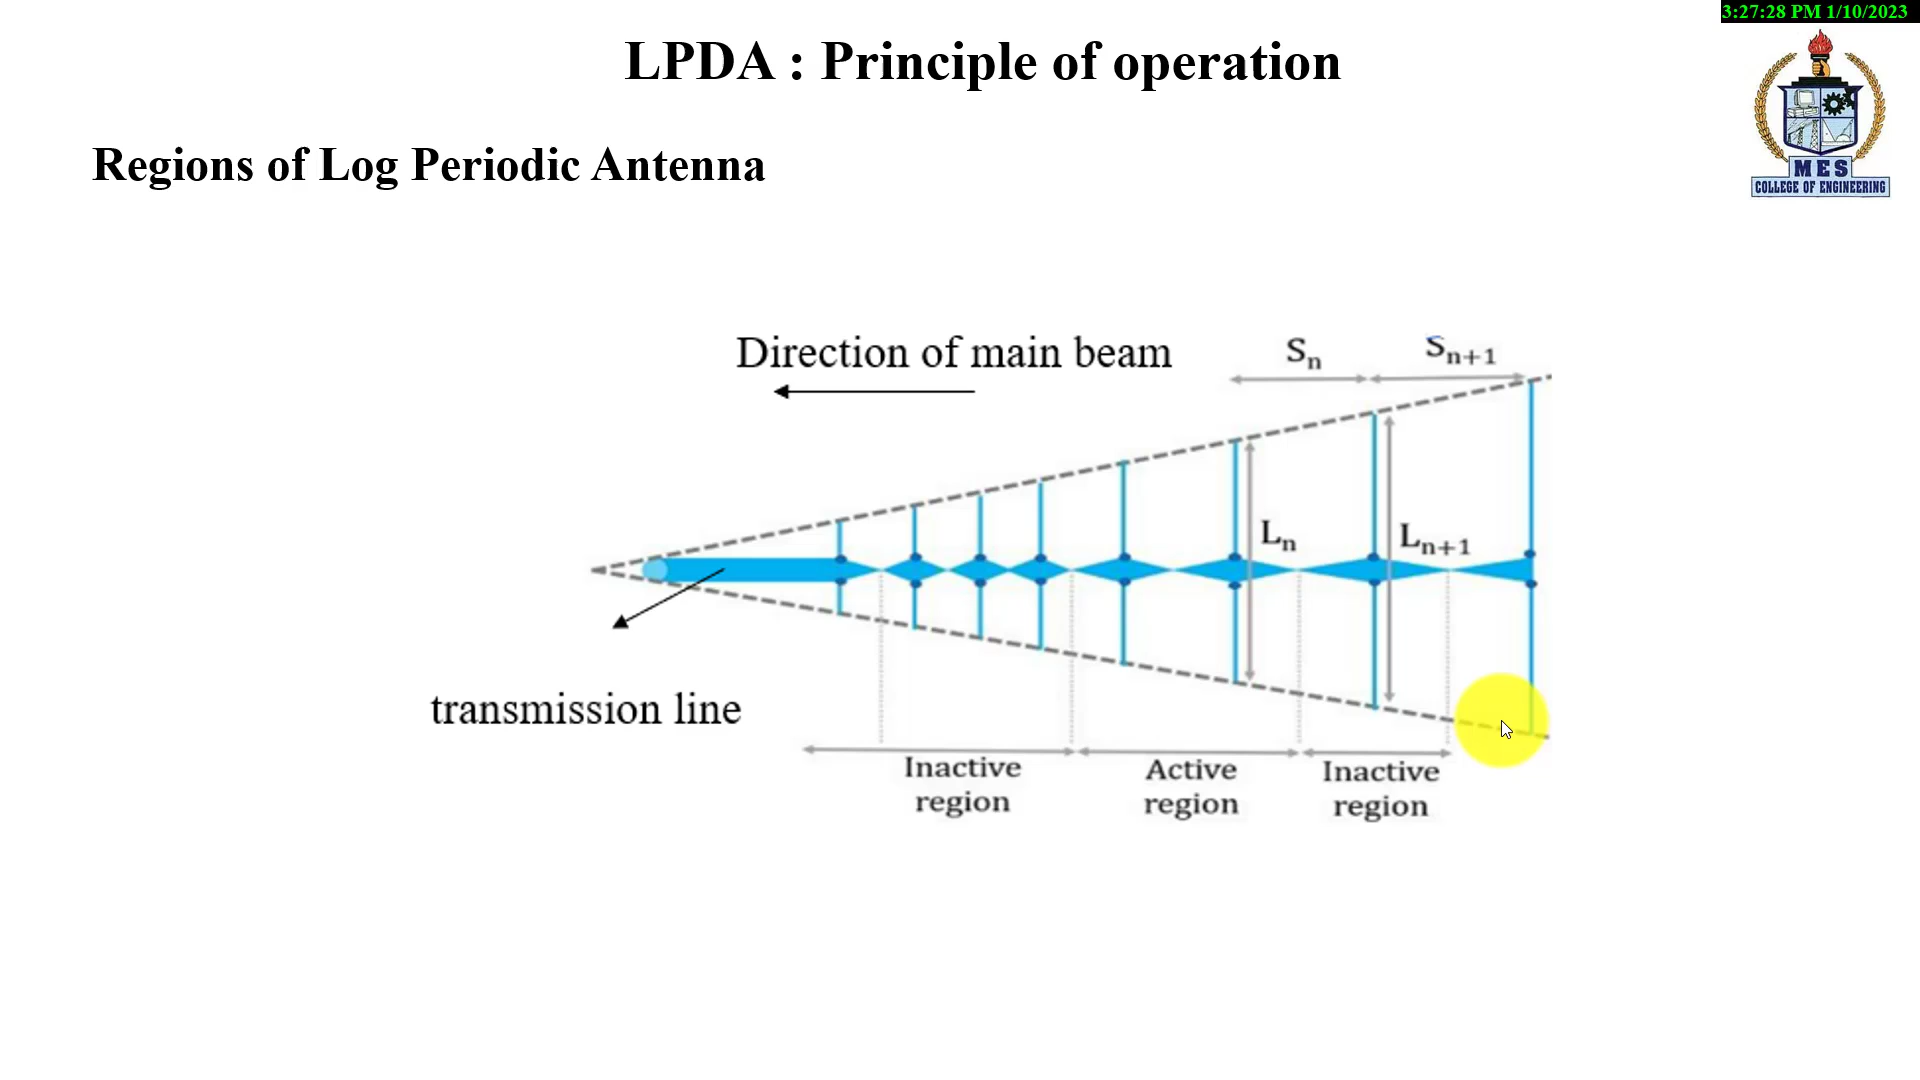 3:27:28 PM 1/10/2023
LPDA : Principle of operation
MES
COLLEGE OF ENGINEERING
Regions of Log Periodic Antenna
Direction of main beam
Sn
Sn+1
Ln
Ln+1
transmission line
Inactive
region
Active
region
Inactive
region